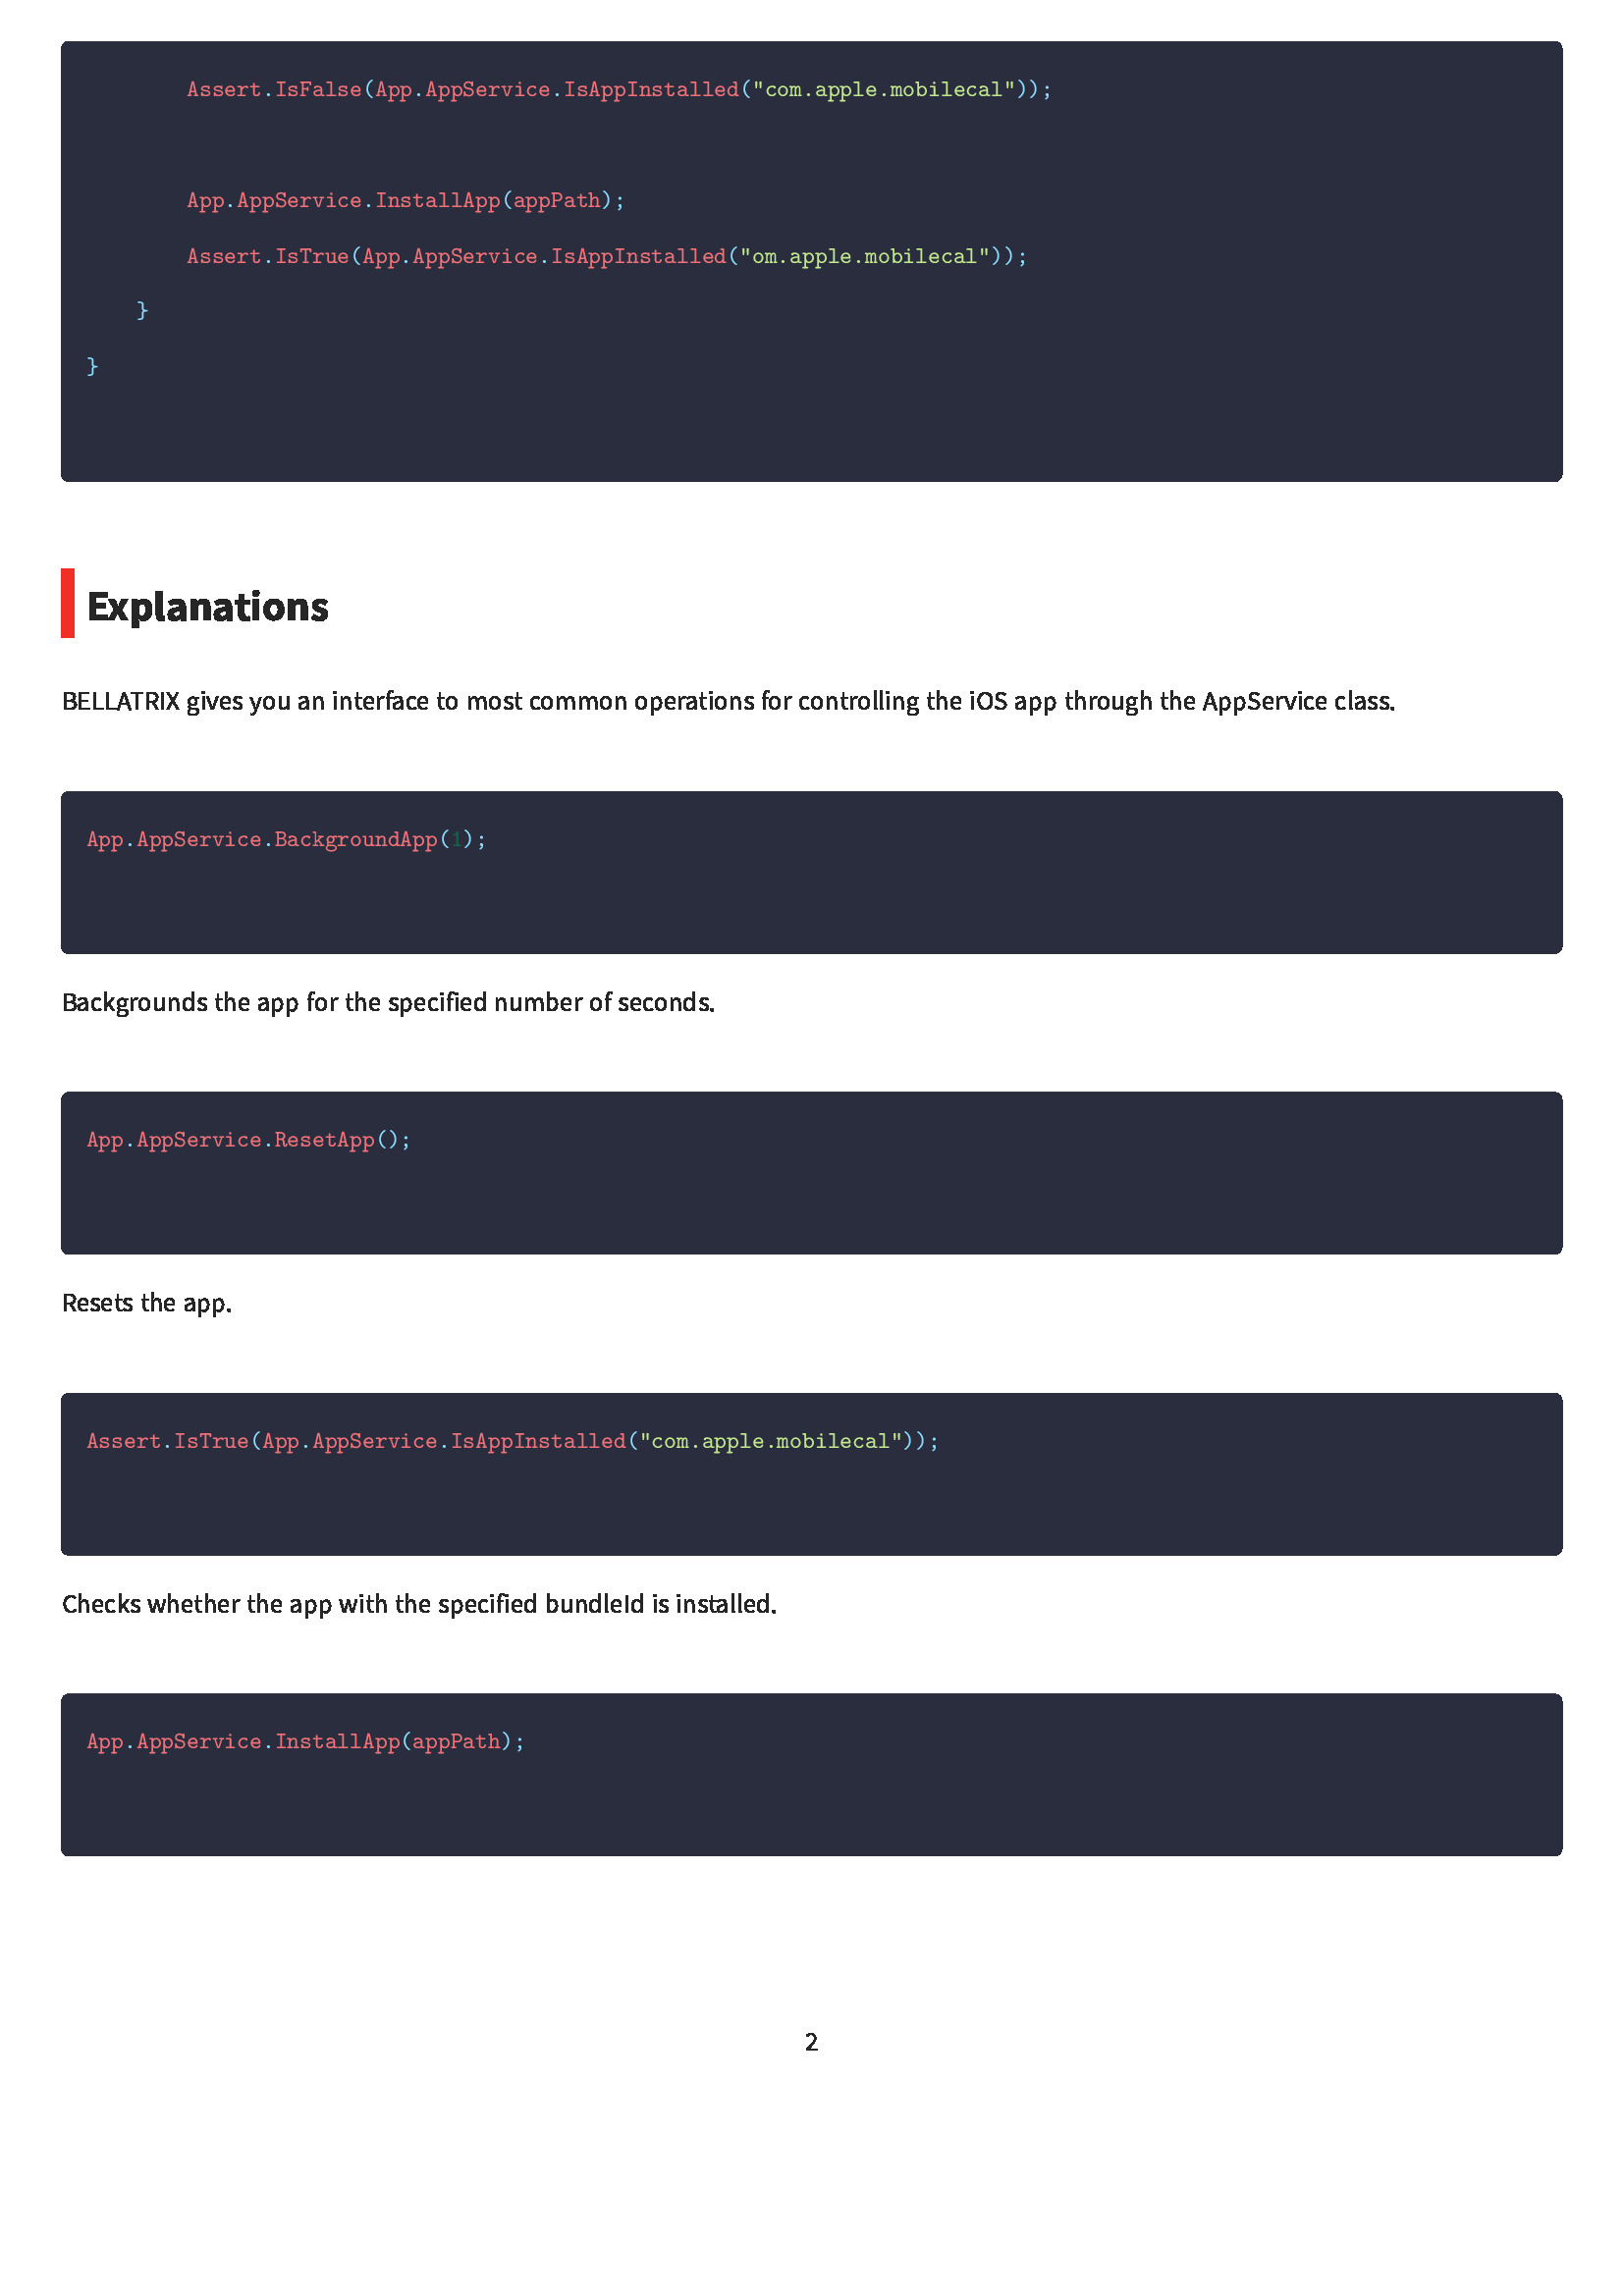 Assert.IsFalse(App.AppService.IsAppInstalled("com.apple.mobilecal"));
App.AppService.InstallApp(appPath);
Assert.IsTrue(App.AppService.IsAppInstalled("om.apple.mobilecal"));
}
}
Explanations
BELLATRIX gives you an interface to most common operations for controlling the iOS app through the AppService class.
App.AppService.BackgroundApp(1);
Backgrounds the app for the specified number of seconds.
App.AppService.ResetApp();
Resets the app.
Assert.IsTrue(App.AppService.IsAppInstalled("com.apple.mobilecal"));
Checks whether the app with the specified bundleId is installed.
App.AppService.InstallApp(appPath);
2